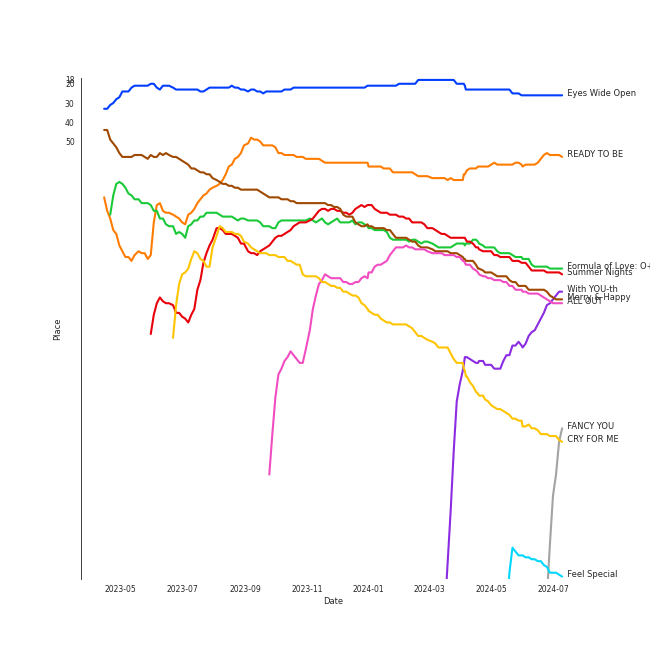 18
20
30
40
50
Place
Eyes Wide Open
READY TO BE
Formula of Love: O+
Summer Nights
With YOU-th
Merry & Happy
ALL OUT
FANCY YOU
CRY FOR ME
Feel Special
2023-05 2023-07 2023-09 2023-11 2024-01 2024-03 2024-05 2024-07
Date